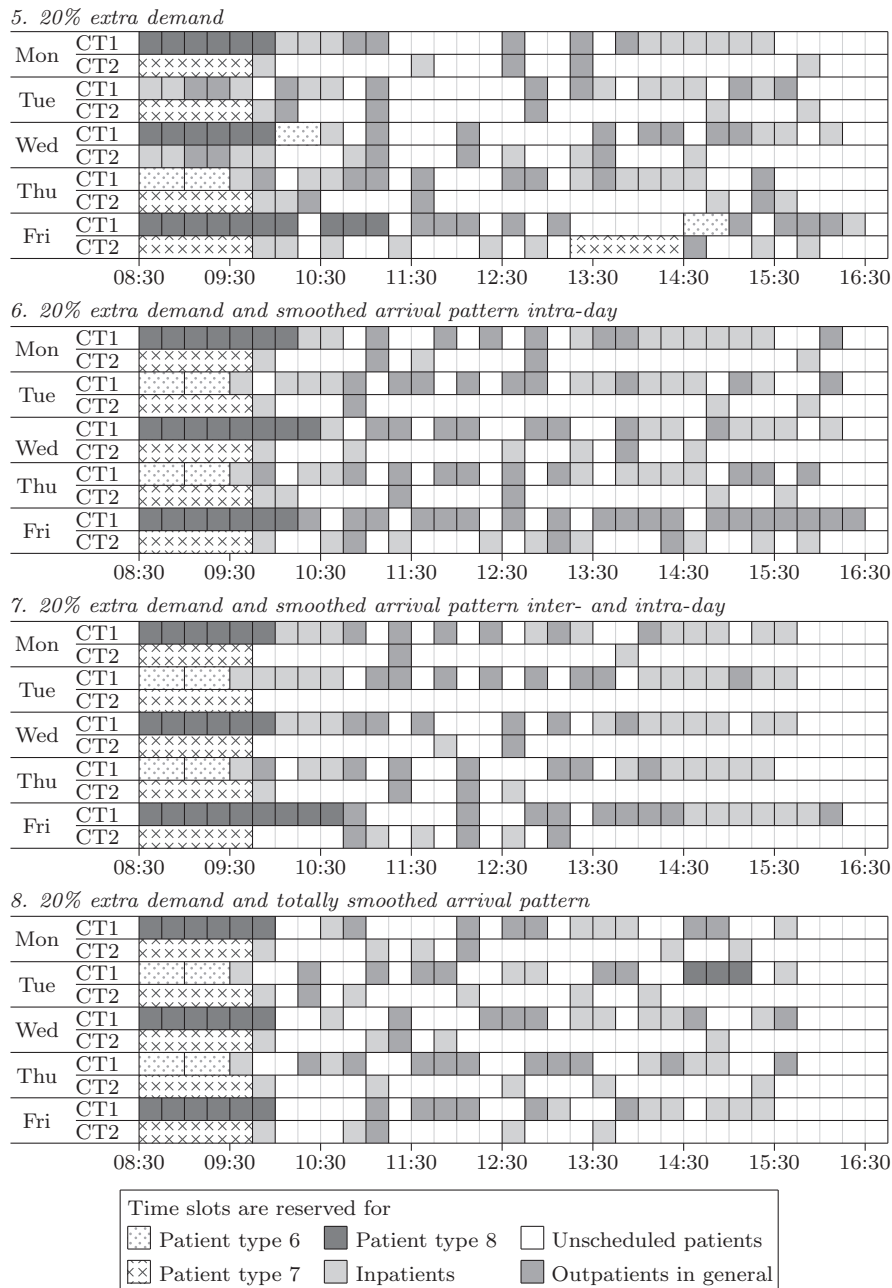 5. 20% extra demand
Mon CT1
CT2
Tue CT1
CT2
Wed CT1
CT2
Thu CT1
CT2
Fri CT1
CT2
08:30 09:30 10:30 11:30 12:30 13:30 14:30 15:30 16:30
6. 20% extra demand and smoothed arrival pattern intra-day
Mon CT1
CT2
Tue CT1
CT2
Wed CT1
CT2
Thu CT1
CT2
Fri CT1
CT2
08:30 09:30 10:30 11:30 12:30 13:30 14:30 15:30 16:30
7. 20% extra demand and smoothed arrival pattern inter- and intra-day
Mon CT1
CT2
Tue CT1
CT2
Wed CT1
CT2
Thu CT1
CT2
Fri CT1
CT2
08:30 09:30 10:30 11:30 12:30 13:30 14:30 15:30 16:30
8. 20% extra demand and totally smoothed arrival pattern
Mon CT1
CT2
Tue CT1
CT2
Wed CT1
CT2
Thu CT1
CT2
Fri CT1
CT2
08:30 09:30 10:30 11:30 12:30 13:30 14:30 15:30 16:30
Time slots are reserved for
Patient type 6 Patient type 8 Unscheduled patients
Patient type 7 Inpatients Outpatients in general